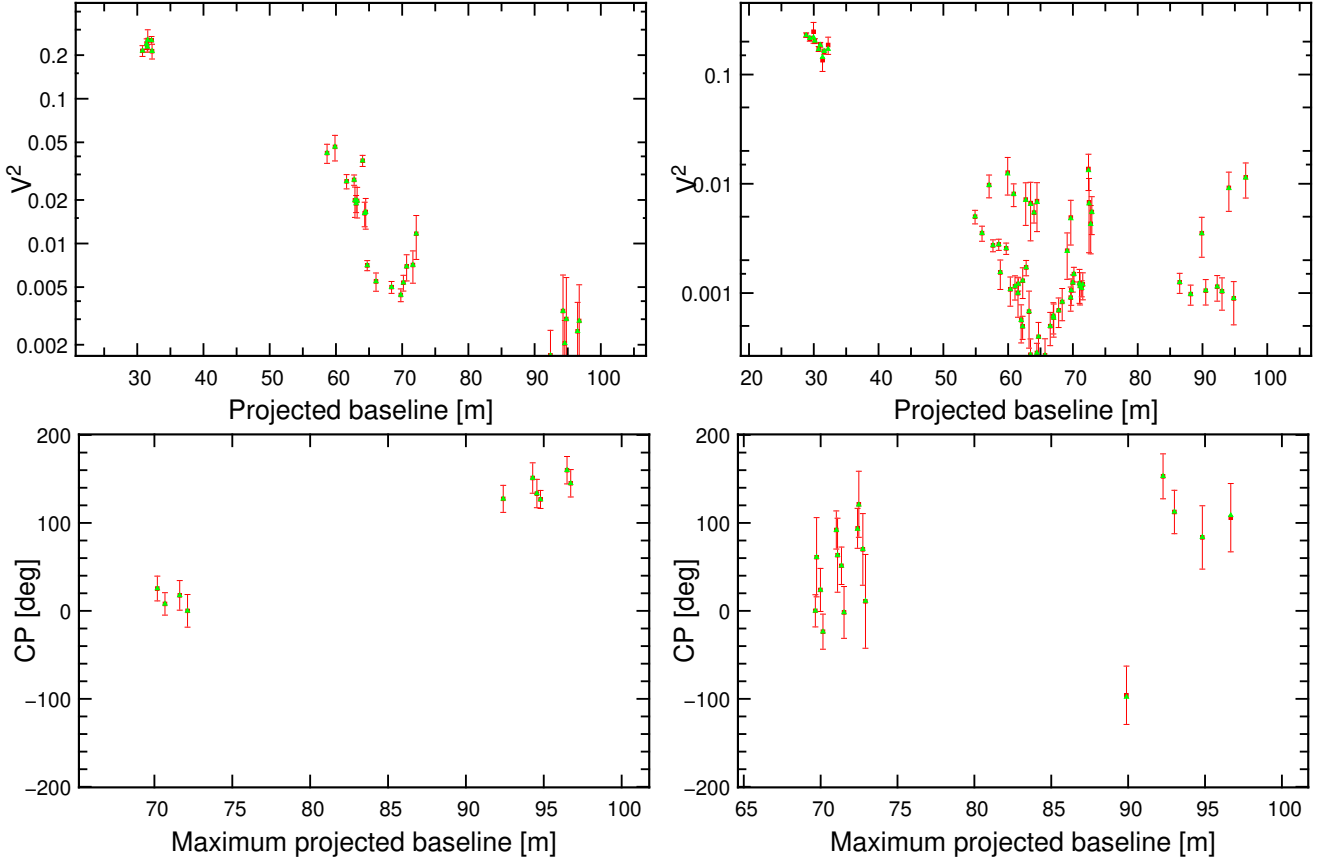 V²
0.2
0.1
0.05
0.02
0.01
0.005
0.002
30 40 50 60 70 80 90 100
Projected baseline [m]
V²
0.1
0.01
0.001
20 30 40 50 60 70 80 90 100
Projected baseline [m]
CP [deg]
200
100
0
−100
−200
70 75 80 85 90 95 100
Maximum projected baseline [m]
CP [deg]
200
100
0
−100
−200
65 70 75 80 85 90 95 100
Maximum projected baseline [m]